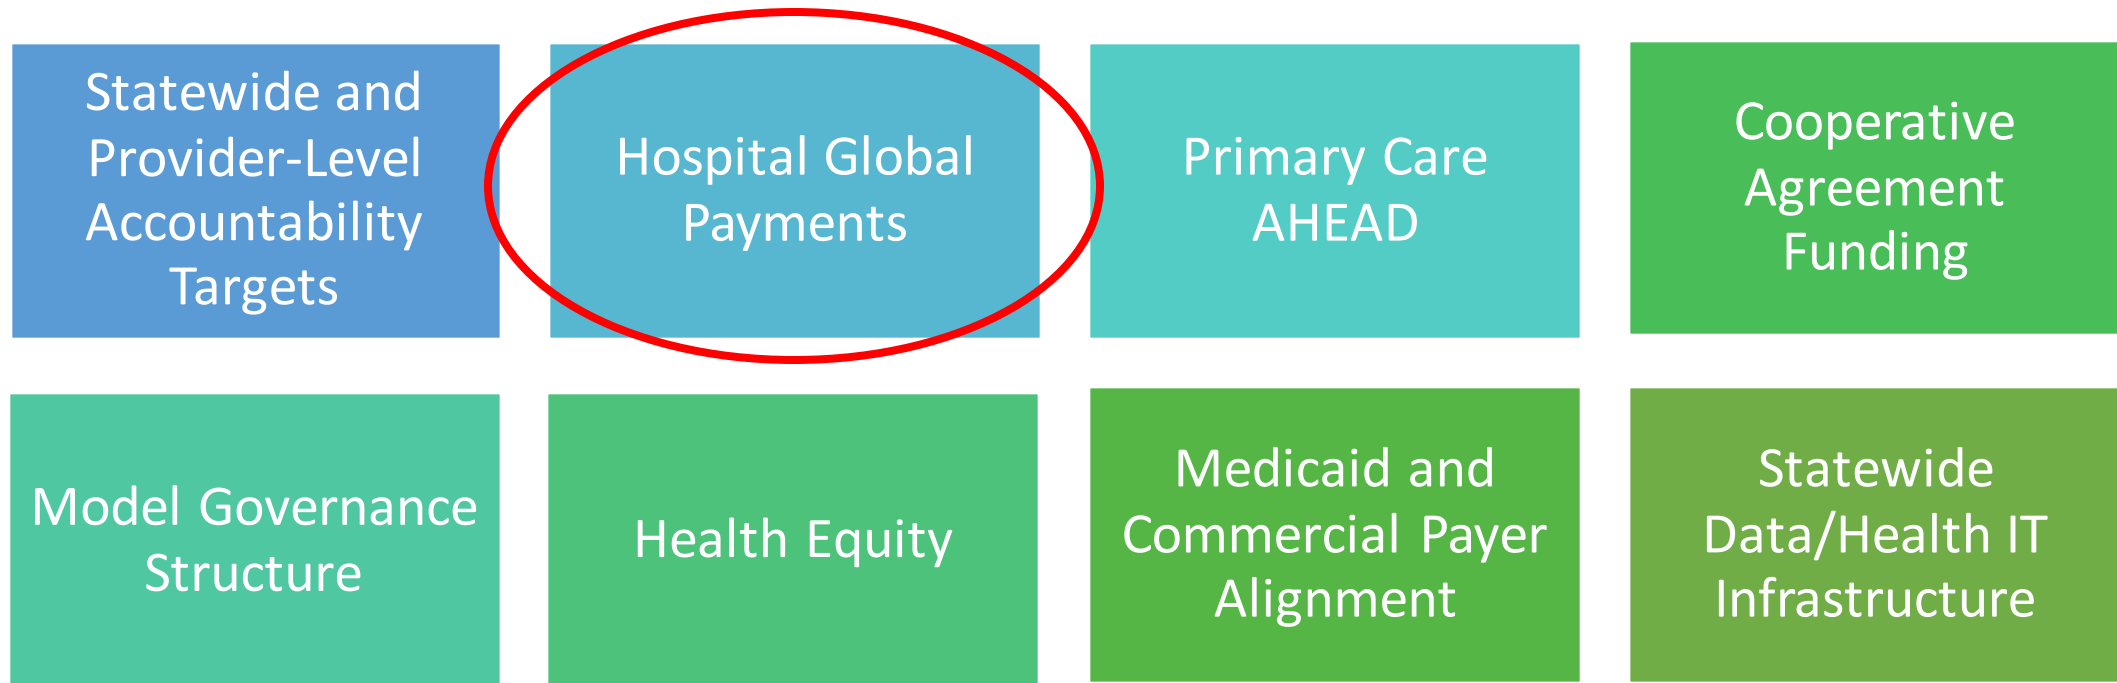 Statewide and
Provider-Level
Accountability
Targets
Hospital Global
Payments
Primary Care
AHEAD
Cooperative
Agreement
Funding
Model Governance
Structure
Health Equity
Medicaid and
Commercial Payer
Alignment
Statewide
Data/Health IT
Infrastructure